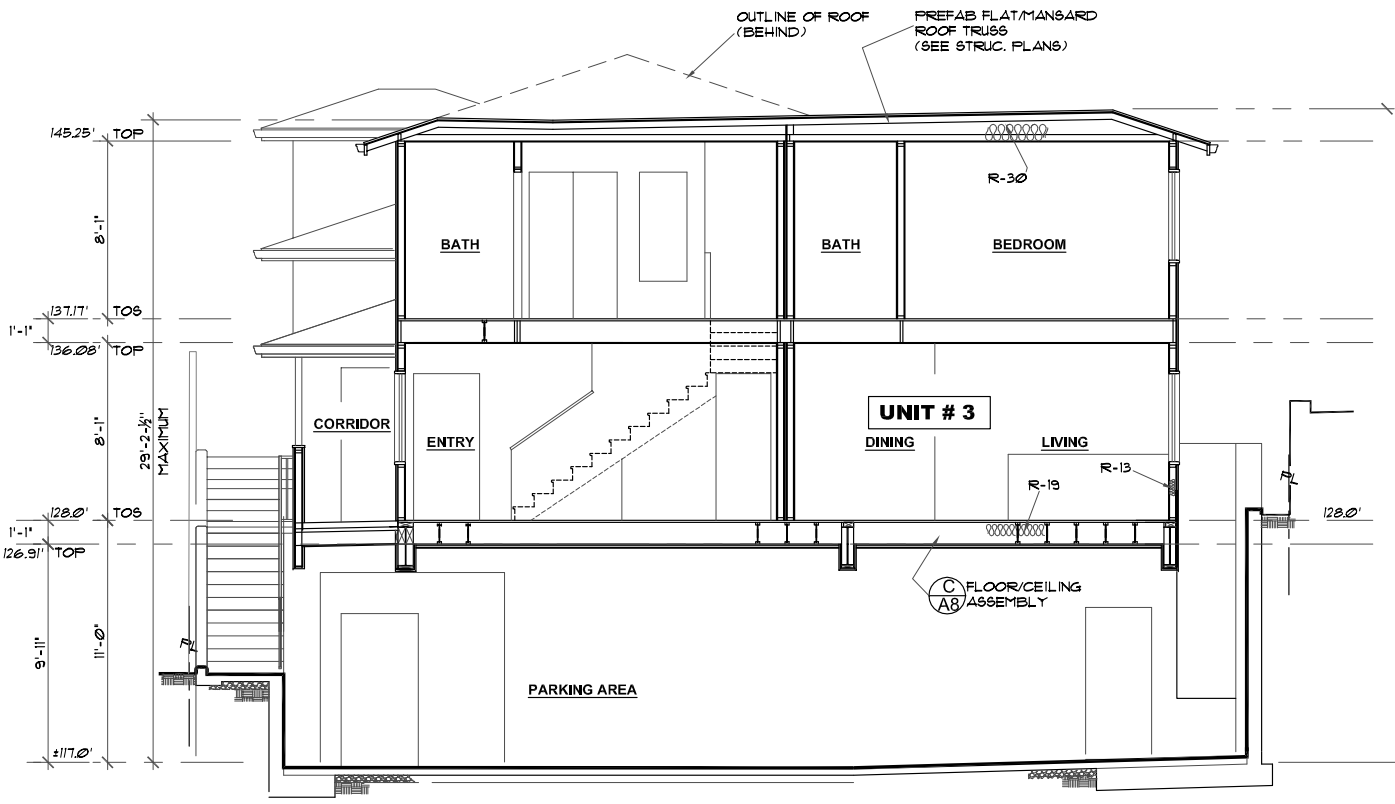 OUTLINE OF ROOF
(BEHIND)
PREFAB FLAT/MANSARD
ROOF TRUSS
(SEE STRUC. PLANS)
145.25' TOP
R-30
8'-1"
BATH
BATH
BEDROOM
137.17' TOS
1'-1"
136.08' TOP
29'-2-½"
MAXIMUM
8'-1"
CORRIDOR
ENTRY
UNIT # 3
DINING
LIVING
R-13
R-19
PL
128.0' TOS
128.0'
1'-1"
126.91' TOP
C
A8
FLOOR/CEILING
ASSEMBLY
PL
9'-11"
11'-0"
PARKING AREA
±117.0'